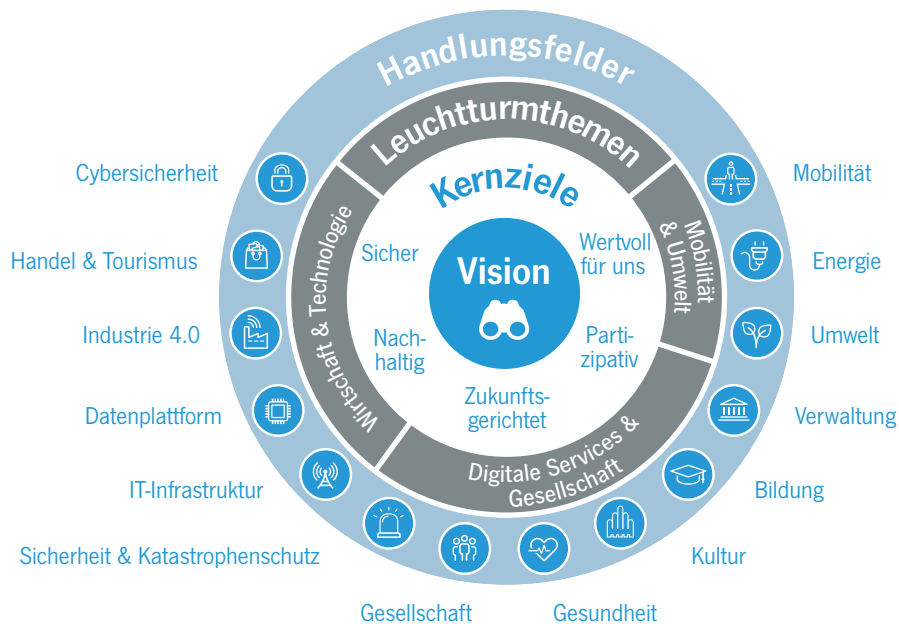 Handlungsfelder
Leuchtturmthemen
Kernziele
Vision
Sicher
Wertvoll
für uns
Nach-
haltig
Parti-
zipativ
Zukunfts-
gerichtet
Wirtschaft & Technologie
Mobilität
& Umwelt
Digitale Services &
Gesellschaft
Cybersicherheit
Handel & Tourismus
Industrie 4.0
Datenplattform
IT-Infrastruktur
Sicherheit & Katastrophenschutz
Gesellschaft
Gesundheit
Kultur
Bildung
Verwaltung
Umwelt
Energie
Mobilität